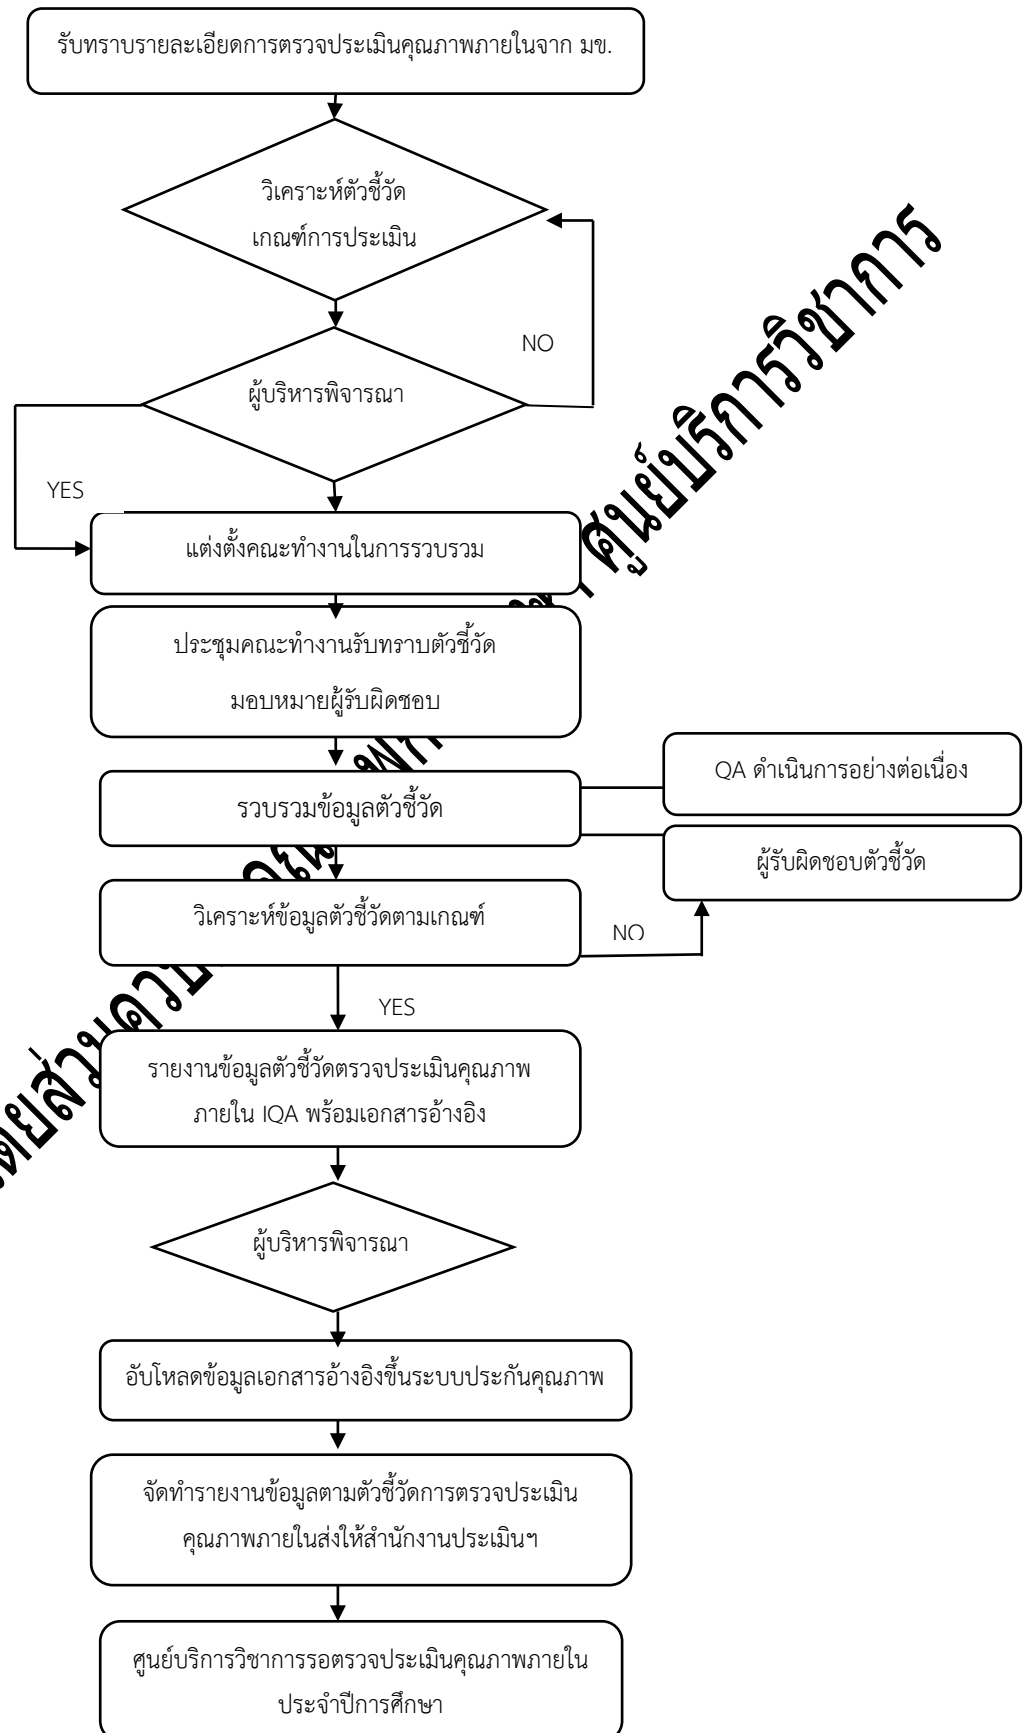 รับทราบรายละเอียดการตรวจประเมินคุณภาพภายในจาก มข.
วิเคราะห์ตัวชี้วัด
เกณฑ์การประเมิน
NO
ผู้บริหารพิจารณา
YES
แต่งตั้งคณะทำงานในการรวบรวม
ประชุมคณะทำงานรับทราบตัวชี้วัด
มอบหมายผู้รับผิดชอบ
QA ดำเนินการอย่างต่อเนื่อง
รวบรวมข้อมูลตัวชี้วัด
ผู้รับผิดชอบตัวชี้วัด
วิเคราะห์ข้อมูลตัวชี้วัดตามเกณฑ์
NO
YES
รายงานข้อมูลตัวชี้วัดตรวจประเมินคุณภาพ
ภายใน IQA พร้อมเอกสารอ้างอิง
ผู้บริหารพิจารณา
อับโหลดข้อมูลเอกสารอ้างอิงขึ้นระบบประกันคุณภาพ
จัดทำรายงานข้อมูลตามตัวชี้วัดการตรวจประเมิน
คุณภาพภายในส่งให้สำนักงานประเมินฯ
ศูนย์บริการวิชาการรอตรวจประเมินคุณภาพภายใน
ประจำปีการศึกษา
ศูนย์บริการวิชาการ